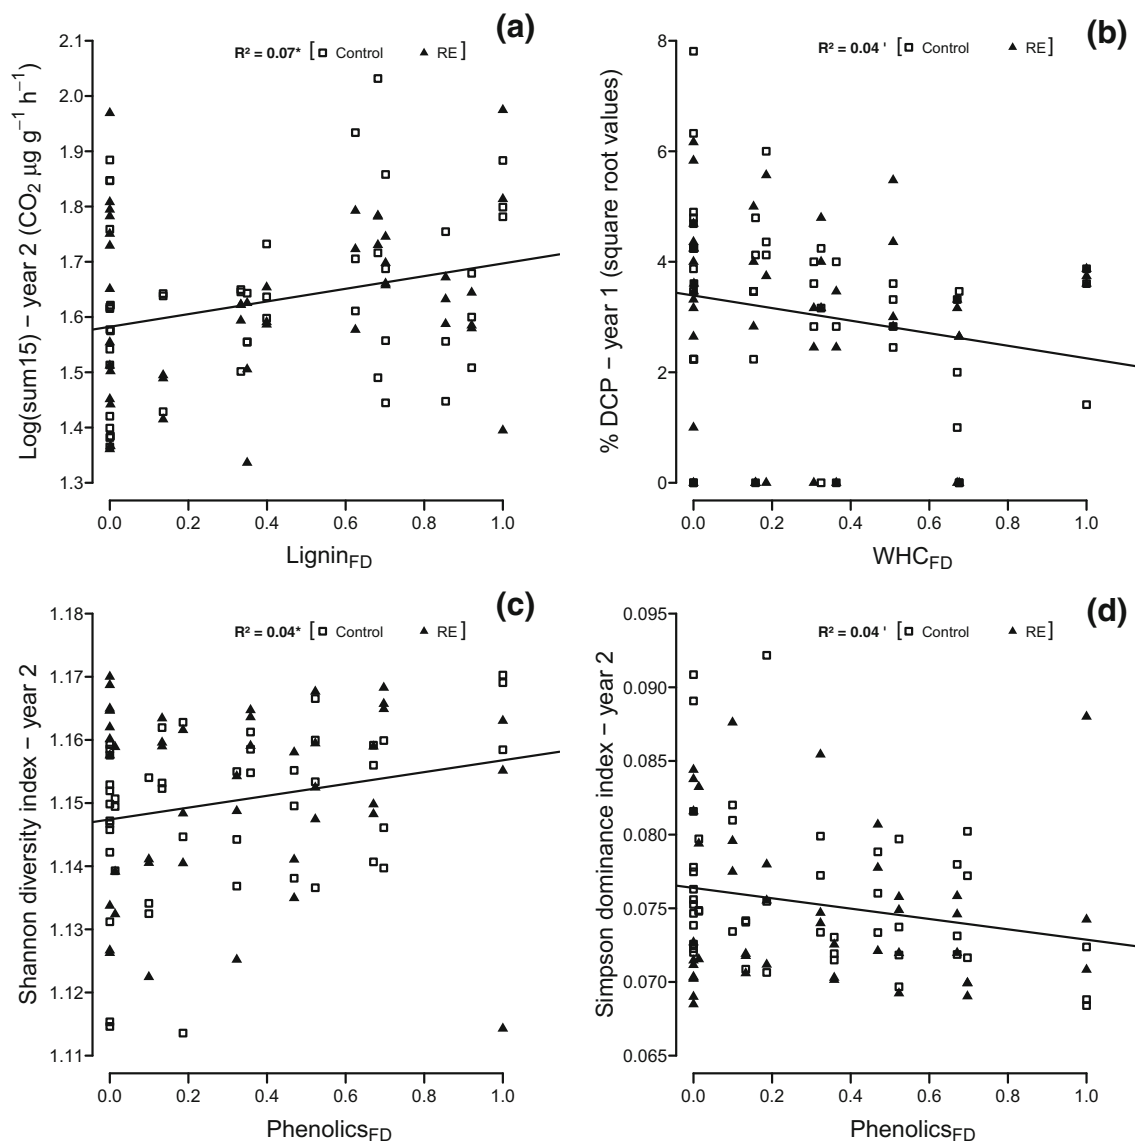 (a)
R² = 0.07* [ Control RE ]
Log(sum15) – year 2 (CO₂ µg g⁻¹ h⁻¹)
2.1
2.0
1.9
1.8
1.7
1.6
1.5
1.4
1.3
0.0 0.2 0.4 0.6 0.8 1.0
Lignin_FD
(b)
R² = 0.04 ' [ Control RE ]
% DCP – year 1 (square root values)
8
6
4
2
0
0.0 0.2 0.4 0.6 0.8 1.0
WHC_FD
(c)
R² = 0.04* [ Control RE ]
Shannon diversity index – year 2
1.18
1.17
1.16
1.15
1.14
1.13
1.12
1.11
0.0 0.2 0.4 0.6 0.8 1.0
Phenolics_FD
(d)
R² = 0.04 ' [ Control RE ]
Simpson dominance index – year 2
0.095
0.090
0.085
0.080
0.075
0.070
0.065
0.0 0.2 0.4 0.6 0.8 1.0
Phenolics_FD